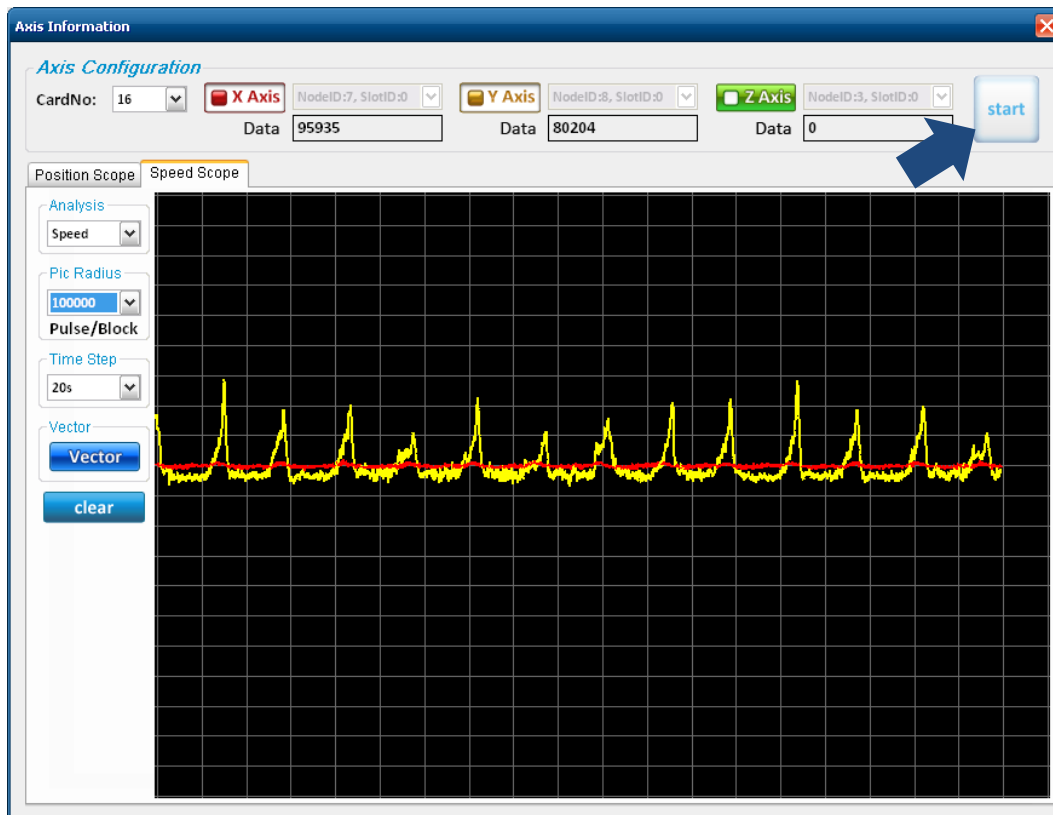 Axis Information
Axis Configuration
CardNo: 16 X Axis NodeID:7, SlotID:0 Y Axis NodeID:8, SlotID:0 Z Axis NodeID:3, SlotID:0 start
Data 95935 Data 80204 Data 0
Position Scope Speed Scope
Analysis
Speed
Pic Radius
100000
Pulse/Block
Time Step
20s
Vector
Vector
clear